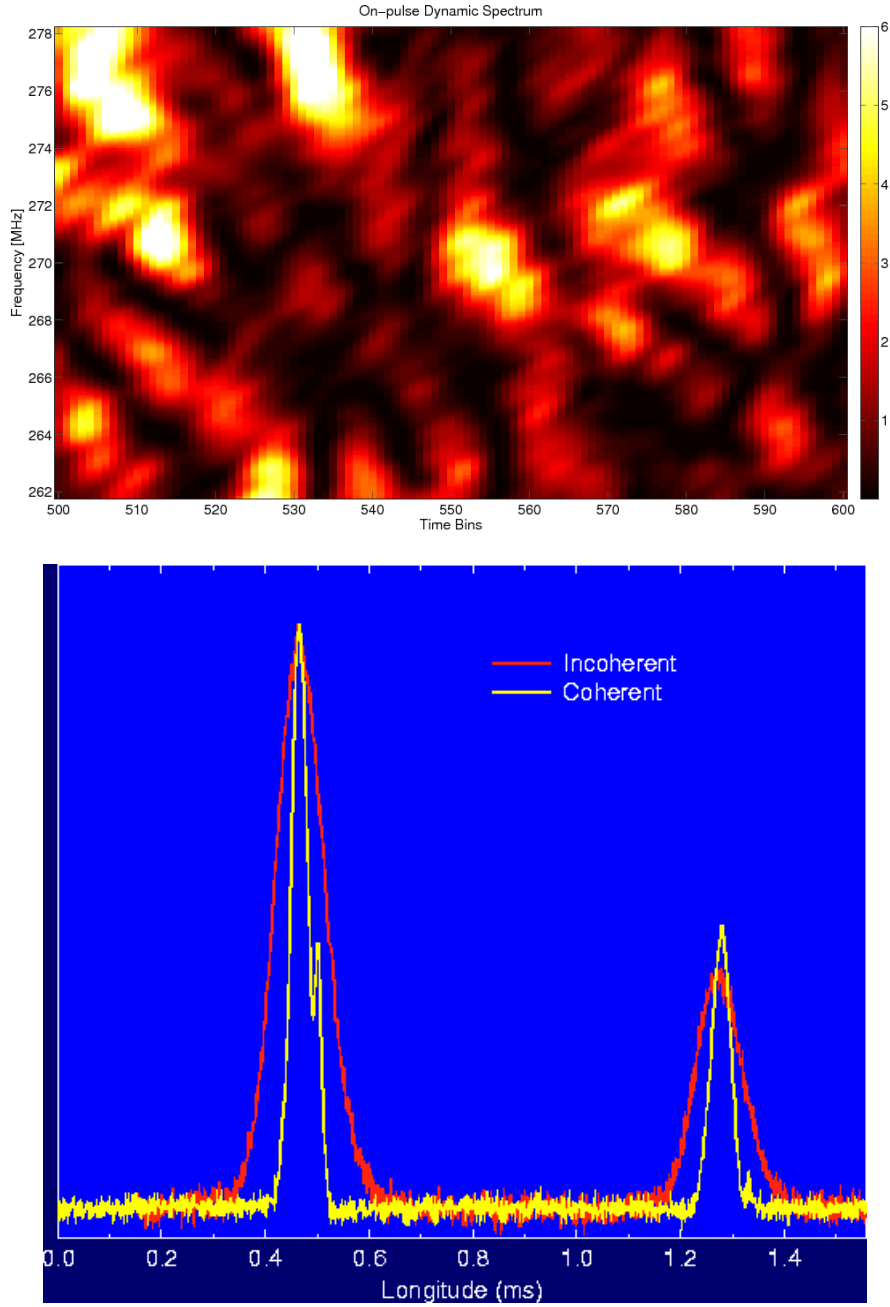 On-pulse Dynamic Spectrum
Frequency [MHz]
278
276
274
272
270
268
266
264
262
500 510 520 530 540 550 560 570 580 590 600
Time Bins
6
5
4
3
2
1
Incoherent
Coherent
0.0 0.2 0.4 0.6 0.8 1.0 1.2 1.4
Longitude (ms)